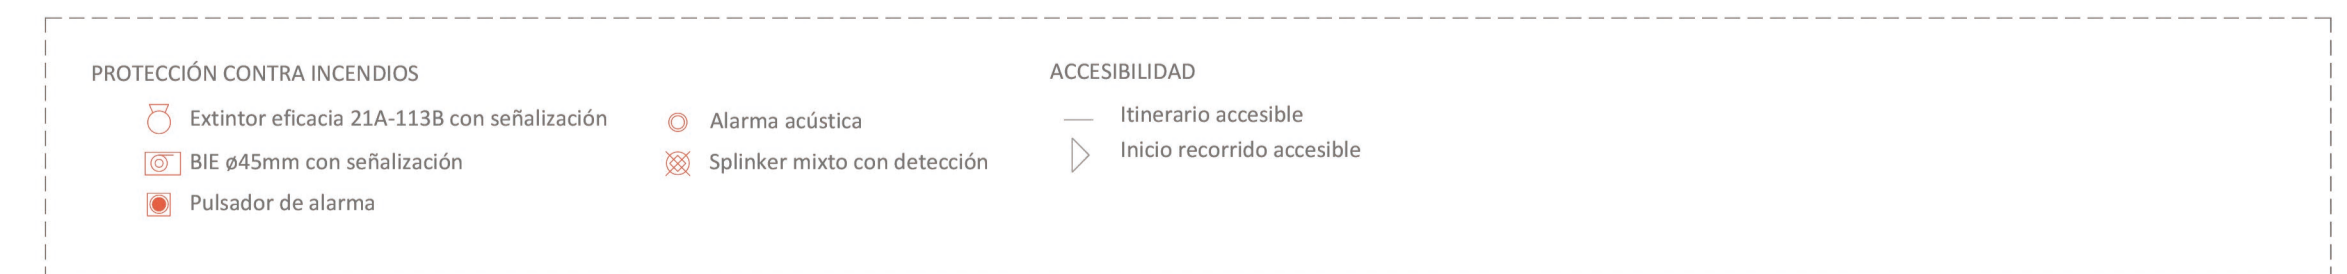 PROTECCIÓN CONTRA INCENDIOS
Extintor eficacia 21A-113B con señalización
BIE ø45mm con señalización
Pulsador de alarma
Alarma acústica
Splinker mixto con detección
ACCESIBILIDAD
Itinerario accesible
Inicio recorrido accesible